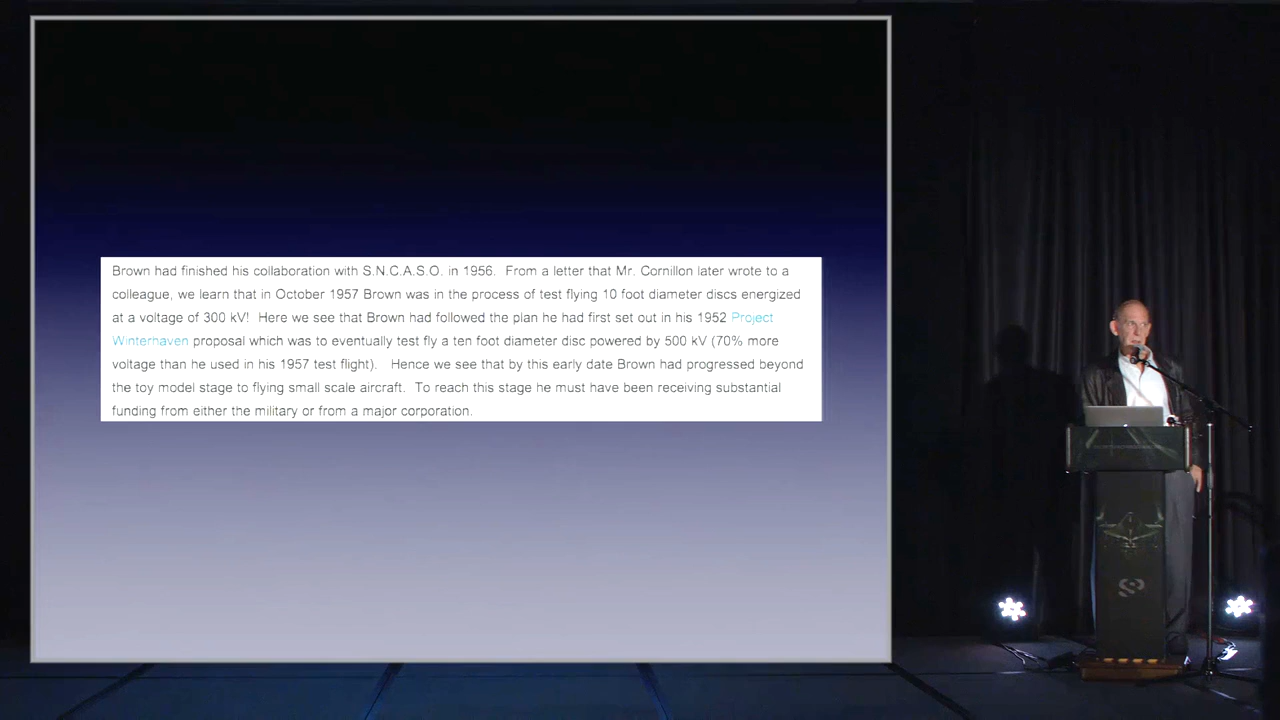 Brown had finished his collaboration with S.N.C.A.S.O. in 1956. From a letter that Mr. Cornillon later wrote to a
colleague, we learn that in October 1957 Brown was in the process of test flying 10 foot diameter discs energized
at a voltage of 300 kV! Here we see that Brown had followed the plan he had first set out in his 1952 Project
Winterhaven proposal which was to eventually test fly a ten foot diameter disc powered by 500 kV (70% more
voltage than he used in his 1957 test flight). Hence we see that by this early date Brown had progressed beyond
the toy model stage to flying small scale aircraft. To reach this stage he must have been receiving substantial
funding from either the military or from a major corporation.